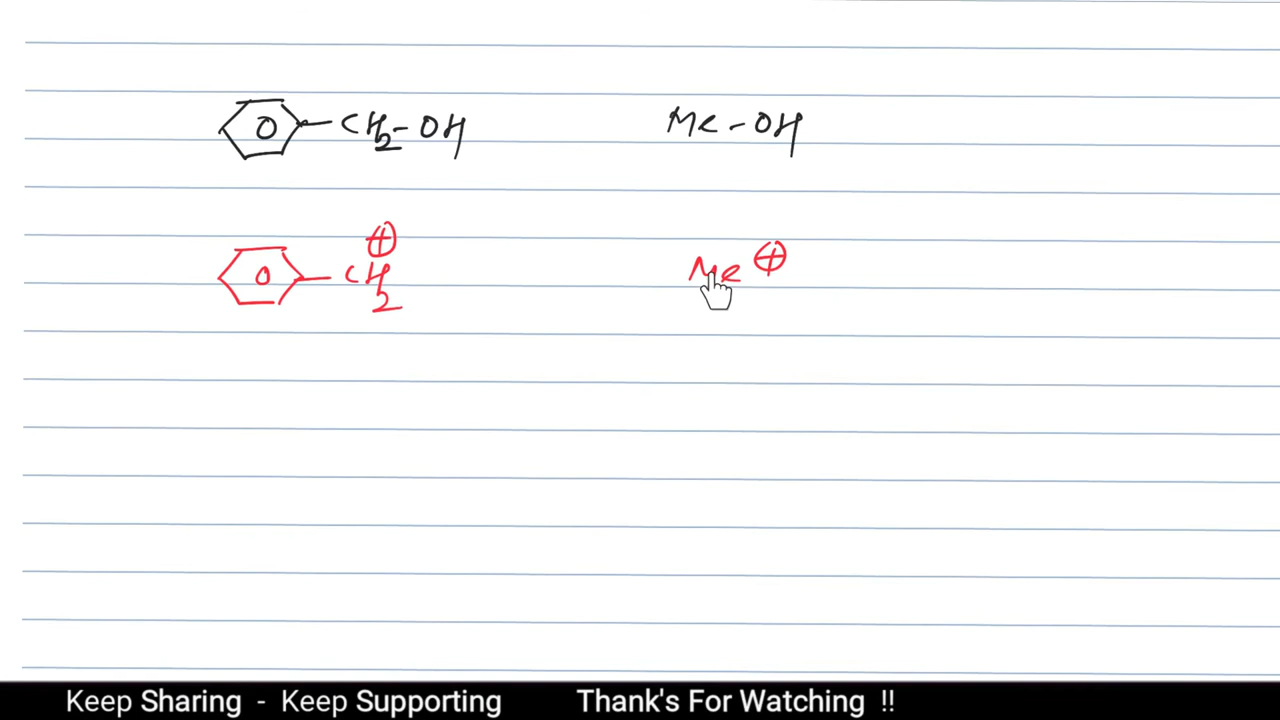 CH2-OH Me-OH
CH2⊕ Me⊕
Keep Sharing - Keep Supporting Thank's For Watching !!